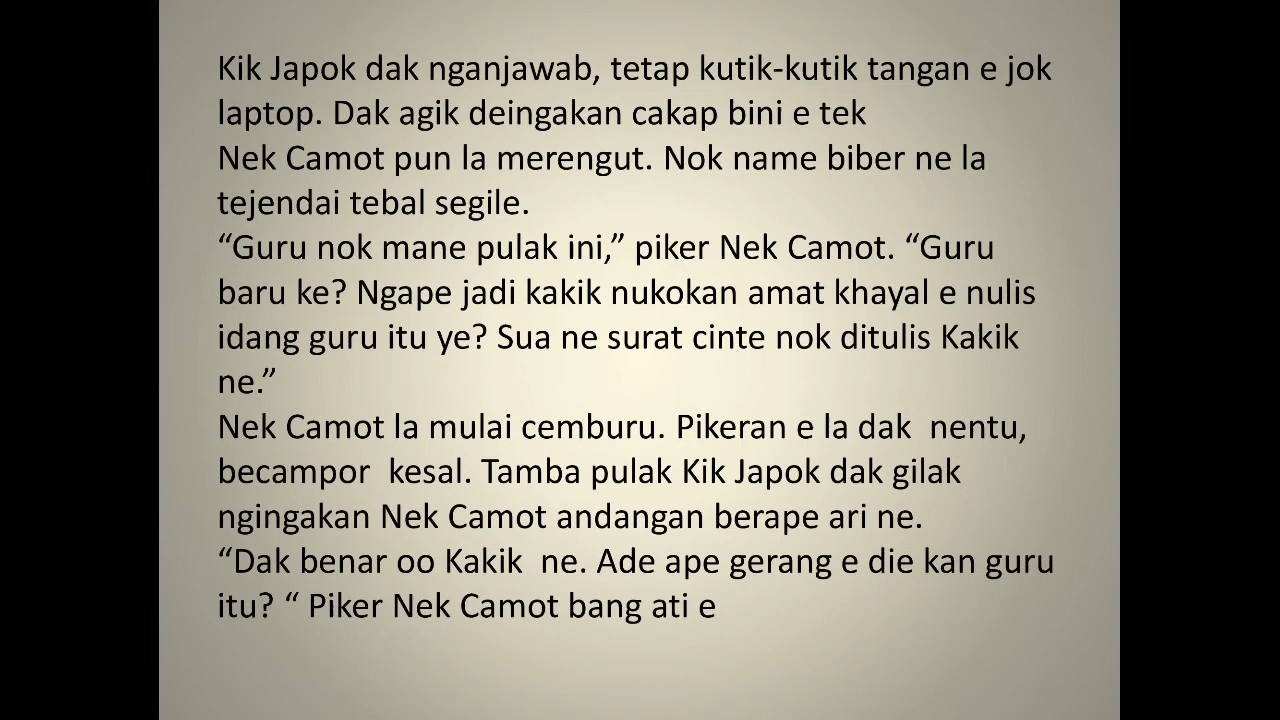 Kik Japok dak nganjawab, tetap kutik-kutik tangan e jok
laptop. Dak agik deingakan cakap bini e tek
Nek Camot pun la merengut. Nok name biber ne la
tejendai tebal segile.
“Guru nok mane pulak ini,” piker Nek Camot. “Guru
baru ke? Ngape jadi kakik nukokan amat khayal e nulis
idang guru itu ye? Sua ne surat cinte nok ditulis Kakik
ne.”
Nek Camot la mulai cemburu. Pikeran e la dak  nentu,
becampor  kesal. Tamba pulak Kik Japok dak gilak
ngingakan Nek Camot andangan berape ari ne.
“Dak benar oo Kakik  ne. Ade ape gerang e die kan guru
itu? “ Piker Nek Camot bang ati e